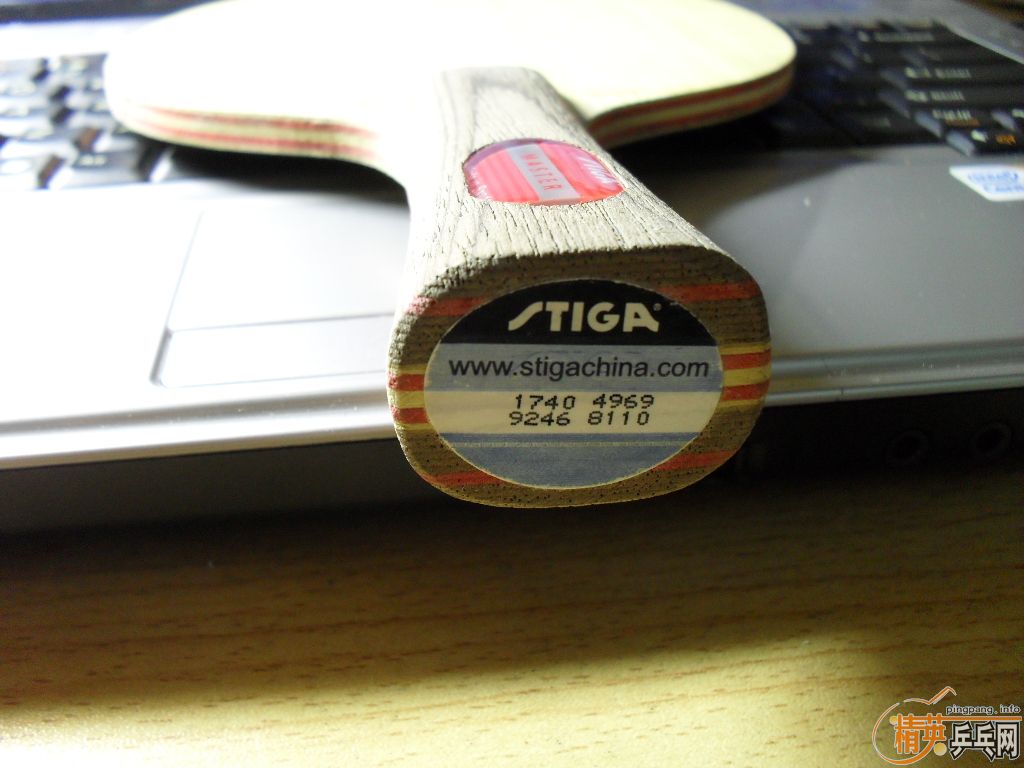 MASTER
STIGA
www.stigachina.com
1740 4969
9246 8110
pingpang.info
精英乒乓网